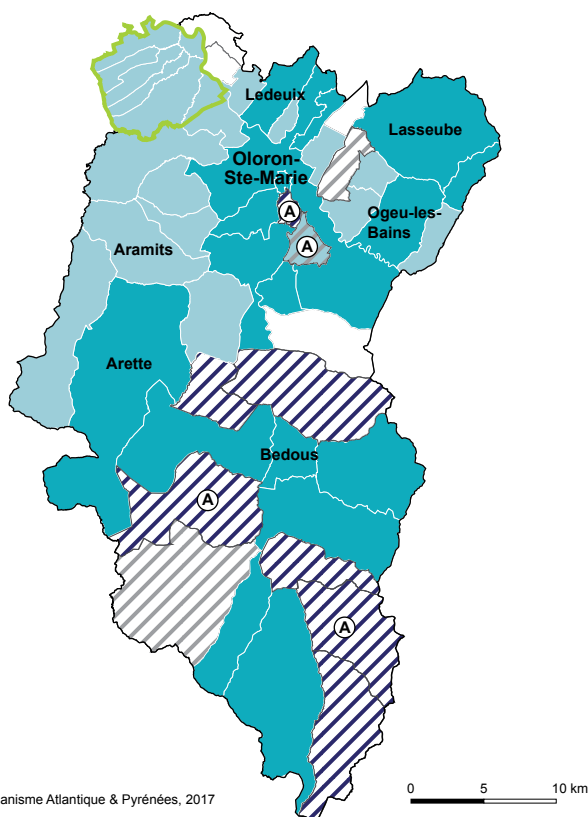 Ledeuix
Lasseube
Oloron-
Ste-Marie
A
Ogeu-les-
Bains
A
Aramits
Arette
Bedous
A
A
anisme Atlantique & Pyrénées, 2017
0 5 10 km